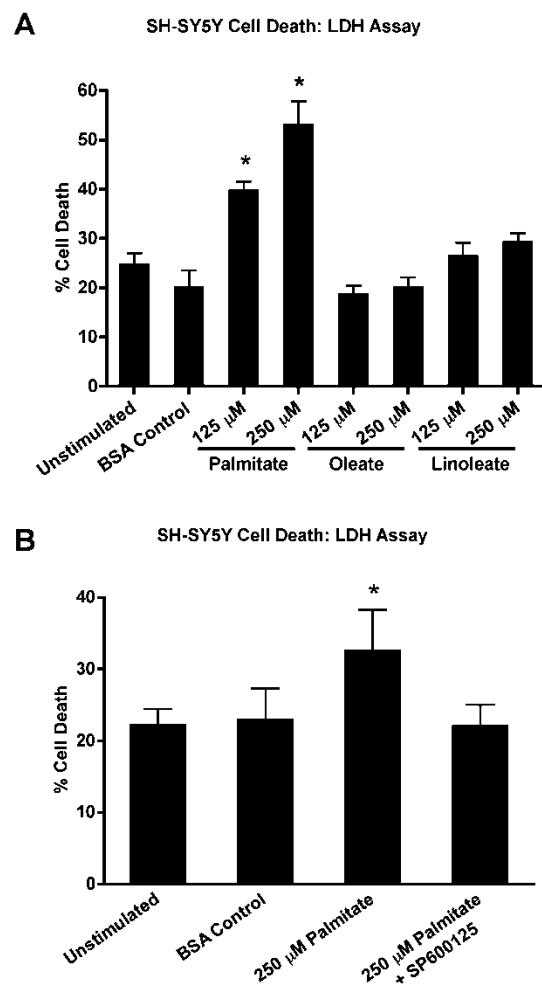 A
SH-SY5Y Cell Death: LDH Assay
% Cell Death
60
50
40
30
20
10
0
*
*
Unstimulated
BSA Control
125 μM
250 μM
125 μM
250 μM
125 μM
250 μM
Palmitate
Oleate
Linoleate
B
SH-SY5Y Cell Death: LDH Assay
% Cell Death
40
30
20
10
0
*
Unstimulated
BSA Control
250 μM Palmitate
250 μM Palmitate
+ SP600125